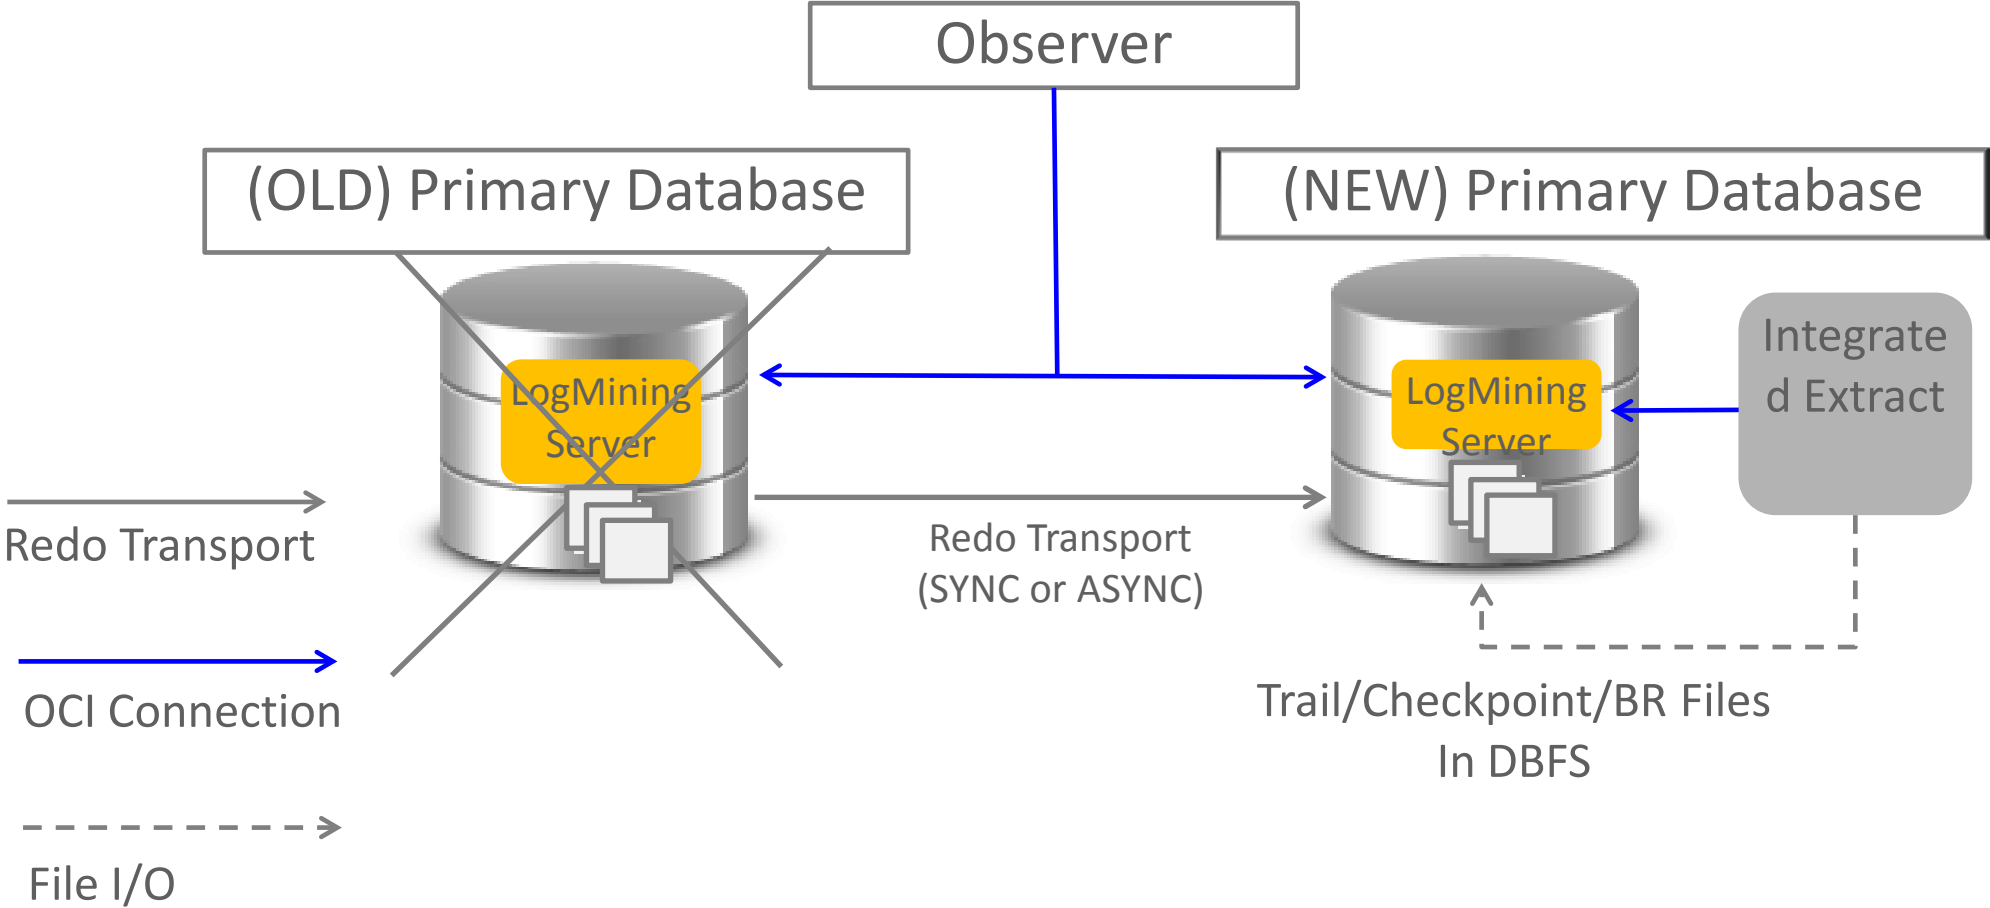 Observer
(OLD) Primary Database
(NEW) Primary Database
LogMining
Server
LogMining
Server
Integrate
d Extract
Redo Transport
Redo Transport
(SYNC or ASYNC)
OCI Connection
Trail/Checkpoint/BR Files
In DBFS
File I/O